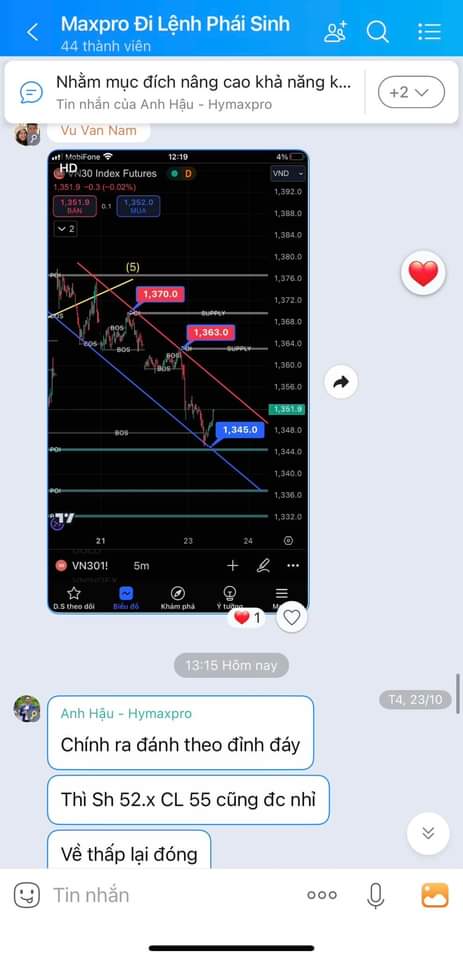 Maxpro Đi Lệnh Phái Sinh
44 thành viên
Nhằm mục đích nâng cao khả năng k...
Tin nhắn của Anh Hậu - Hymaxpro
+2
Vu Van Nam
MobiFone 12:19 4%
HD
VN30 Index Futures D VND
1,351.9 −0.3 (−0.02%)
1,351.9 BÁN 0.1 1,352.0 MUA
2
1,392.0
1,388.0
1,384.0
1,380.0
1,376.0
(5)
1,372.0
1,370.0
1,368.0
SUPPLY
BOS
1,363.0
1,364.0
BOS
BOS
BOS
SUPPLY
1,360.0
BOS
1,356.0
1,351.9
BOS
1,345.0
1,348.0
1,344.0
1,340.0
POI
1,336.0
1,332.0
21 23 24
VN301! 5m
D.S theo dõi Biểu đồ Khám phá Ý tưởng
1
13:15 Hôm nay
T4, 23/10
Anh Hậu - Hymaxpro
Chính ra đánh theo đỉnh đáy
Thì Sh 52.x CL 55 cũng đc nhỉ
Về thấp lại đóng
Tin nhắn